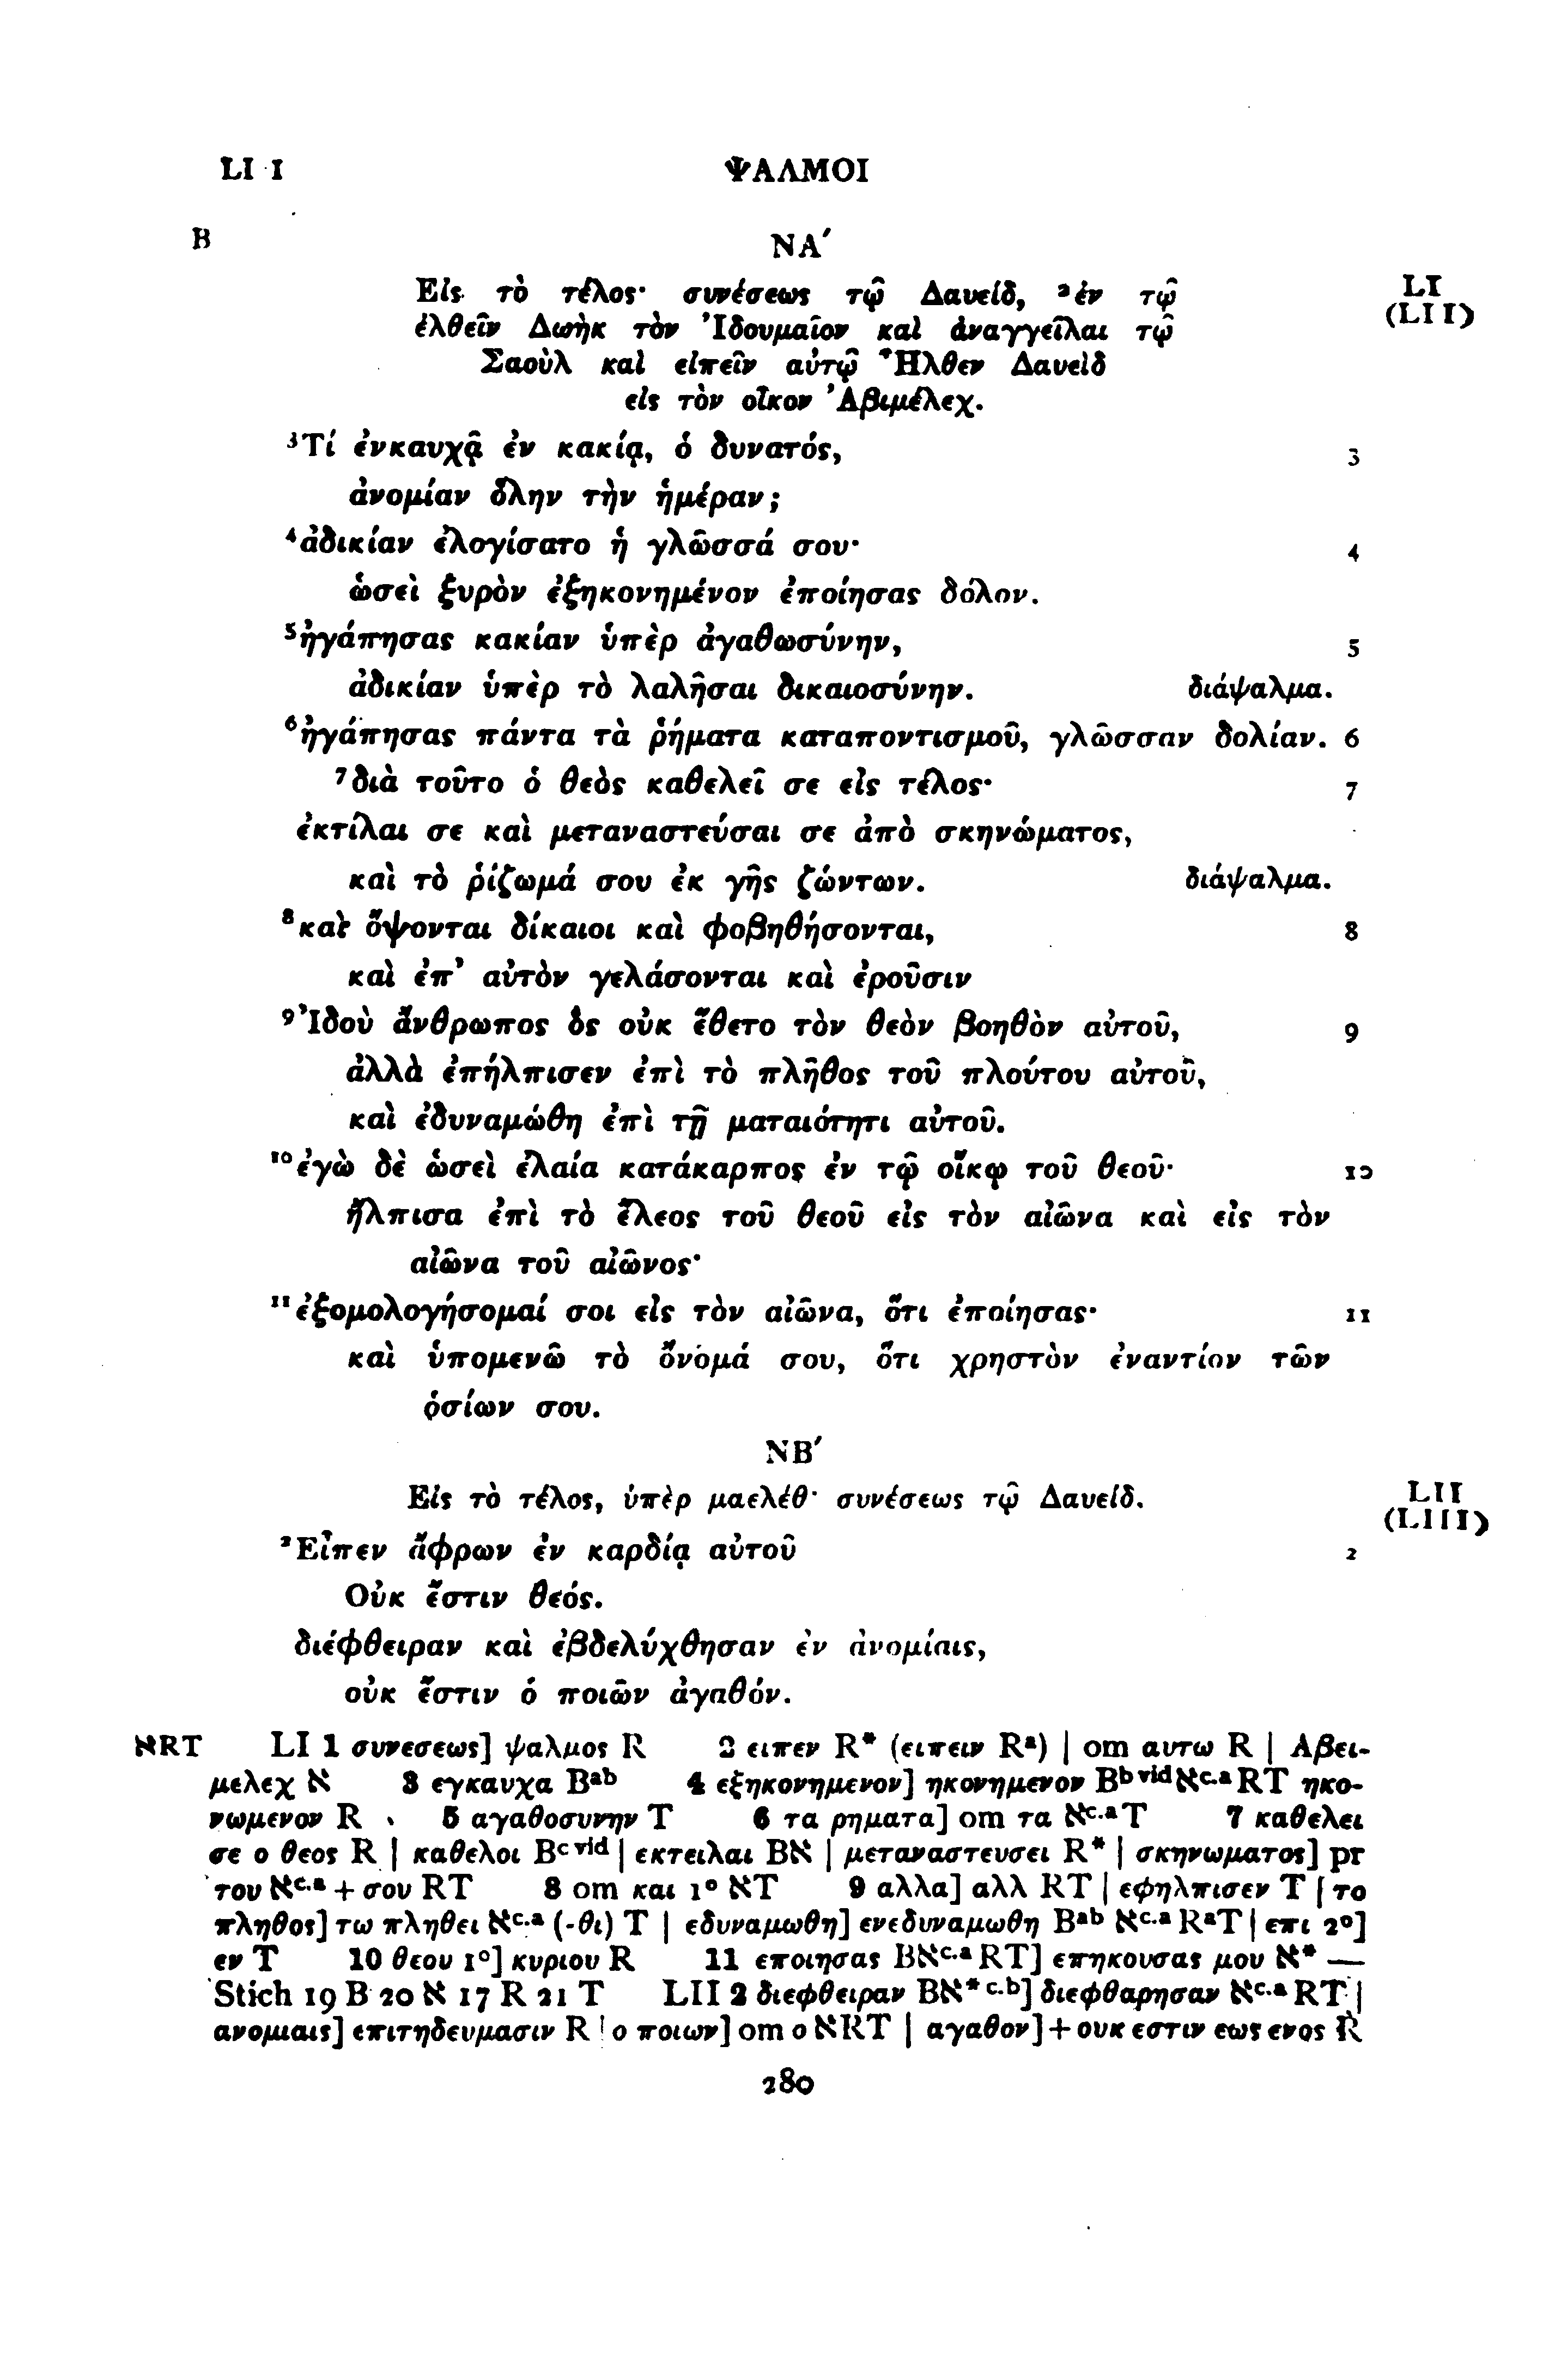 LI 1 ΨΑΛΜΟΙ
B ΝΑ΄
Εἰς τὸ τέλος· συνέσεως τῷ Δαυείδ, ²ἐν τῷ LI
ἐλθεῖν Δωὴκ τὸν Ἰδουμαῖον καὶ ἀναγγεῖλαι τῷ (LII)
Σαοὺλ καὶ εἰπεῖν αὐτῷ Ἦλθεν Δαυεὶδ
εἰς τὸν οἶκον Ἀβιμέλεχ.
³Τί ἐνκαυχᾷ ἐν κακίᾳ, ὁ δυνατός, 3
ἀνομίαν ὅλην τὴν ἡμέραν;
⁴ἀδικίαν ἐλογίσατο ἡ γλῶσσά σου· 4
ὡσεὶ ξυρὸν ἐξηκονημένον ἐποίησας δόλον.
⁵ἠγάπησας κακίαν ὑπὲρ ἀγαθωσύνην, 5
ἀδικίαν ὑπὲρ τὸ λαλῆσαι δικαιοσύνην. διάψαλμα.
⁶ἠγάπησας πάντα τὰ ῥήματα καταποντισμοῦ, γλῶσσαν δολίαν. 6
⁷διὰ τοῦτο ὁ θεὸς καθελεῖ σε εἰς τέλος· 7
ἐκτίλαι σε καὶ μεταναστεύσαι σε ἀπὸ σκηνώματος,
καὶ τὸ ῥίζωμά σου ἐκ γῆς ζώντων. διάψαλμα.
⁸καὶ ὄψονται δίκαιοι καὶ φοβηθήσονται, 8
καὶ ἐπ᾽ αὐτὸν γελάσονται καὶ ἐροῦσιν
⁹Ἰδοὺ ἄνθρωπος ὃς οὐκ ἔθετο τὸν θεὸν βοηθὸν αὐτοῦ, 9
ἀλλὰ ἐπήλπισεν ἐπὶ τὸ πλῆθος τοῦ πλούτου αὐτοῦ,
καὶ ἐδυναμώθη ἐπὶ τῇ ματαιότητι αὐτοῦ.
¹⁰ἐγὼ δὲ ὡσεὶ ἐλαία κατάκαρπος ἐν τῷ οἴκῳ τοῦ θεοῦ· 10
ἤλπισα ἐπὶ τὸ ἔλεος τοῦ θεοῦ εἰς τὸν αἰῶνα καὶ εἰς τὸν
αἰῶνα τοῦ αἰῶνος·
¹¹ἐξομολογήσομαί σοι εἰς τὸν αἰῶνα, ὅτι ἐποίησας· 11
καὶ ὑπομενῶ τὸ ὄνομά σου, ὅτι χρηστὸν ἐναντίον τῶν
ὁσίων σου.
ΝΒ΄
Εἰς τὸ τέλος, ὑπὲρ μαελέθ· συνέσεως τῷ Δαυείδ. LII
(LIII)
²Εἶπεν ἄφρων ἐν καρδίᾳ αὐτοῦ 2
Οὐκ ἔστιν θεός.
διέφθειραν καὶ ἐβδελύχθησαν ἐν ἀνομίαις,
οὐκ ἔστιν ὁ ποιῶν ἀγαθόν.
אRT LI 1 συνεσεως] ψαλμος R 2 ειπεν R* (ειπειν Rᵃ) | om αυτω R | Αβει-
μελεχ א 3 εγκαυχα Bᵃᵇ 4 εξηκονημενον] ηκονημενον Bᵇ ᵛⁱᵈ אᶜ·ᵃ RT ηκο-
νωμενον R 5 αγαθοσυνην T 6 τα ρηματα] om τα אᶜ·ᵃ T 7 καθελει
σε ο θεος R | καθελοι Bᶜ ᵛⁱᵈ | εκτειλαι Bא | μεταναστευσει R* | σκηνωματος] pr
του אᶜ·ᵃ + σου RT 8 om και 1° אT 9 αλλα] αλλ RT | εφηλπισεν T | το
πληθος] τω πληθει אᶜ·ᵃ (-θι) T | εδυναμωθη] ενεδυναμωθη Bᵃᵇ אᶜ·ᵃ RᵃT | επι 2°]
εν T 10 θεου 1°] κυριου R 11 εποιησας Bאᶜ·ᵃ RT] επηκουσας μου א* —
Stich 19 B 20 א 17 R 21 T LII 2 διεφθειραν Bא* ᶜ·ᵇ] διεφθαρησαν אᶜ·ᵃ RT |
ανομιαις] επιτηδευμασιν R | ο ποιων] om ο אRT | αγαθον] + ουκ εστιν εως ενος R
280